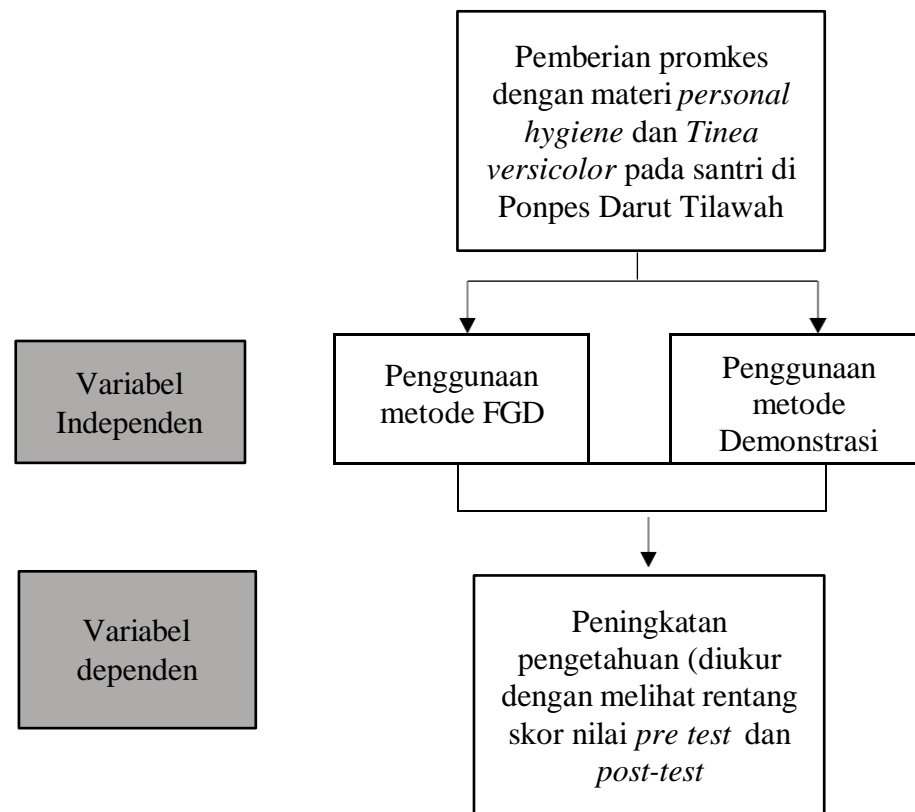 Pemberian promkes
dengan materi personal
hygiene dan Tinea
versicolor pada santri di
Ponpes Darut Tilawah
Variabel
Independen
Penggunaan
metode FGD
Penggunaan
metode
Demonstrasi
Variabel
dependen
Peningkatan
pengetahuan (diukur
dengan melihat rentang
skor nilai pre test dan
post-test